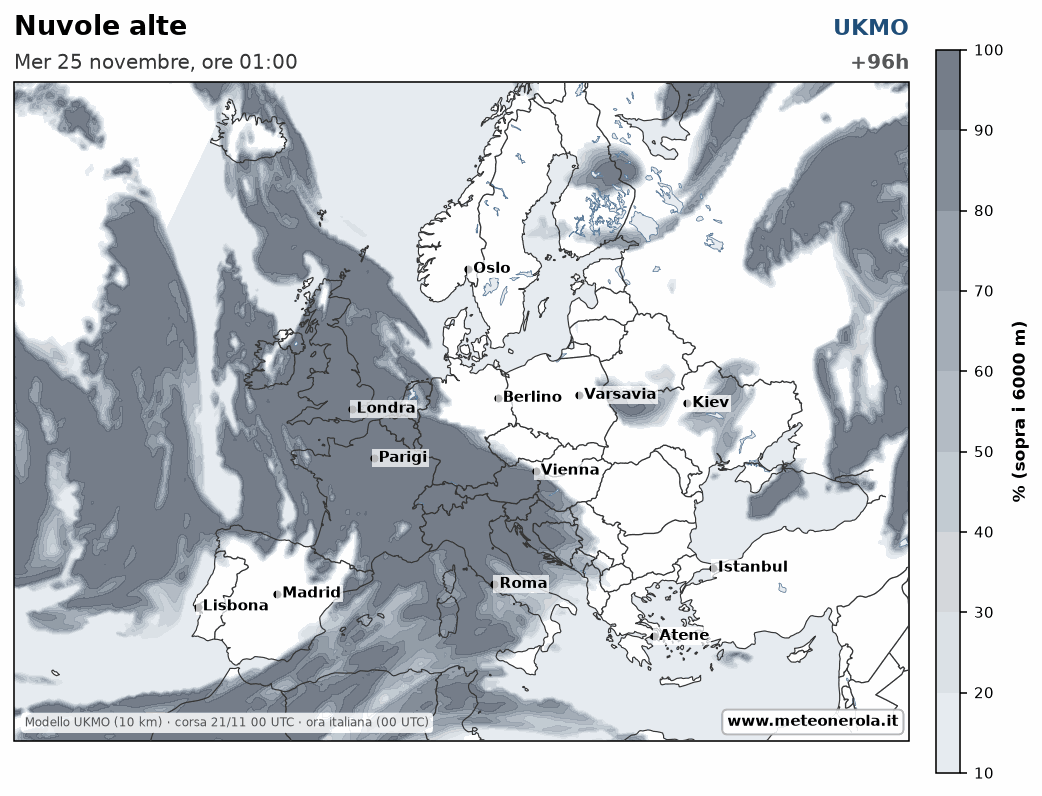 Nuvole alte
UKMO
Mer 25 novembre, ore 01:00
+96h
Oslo
Londra
Berlino
Varsavia
Kiev
Parigi
Vienna
Istanbul
Roma
Madrid
Lisbona
Atene
Modello UKMO (10 km) · corsa 21/11 00 UTC · ora italiana (00 UTC)
www.meteonerola.it
100
90
80
70
60
50
40
30
20
10
% (sopra i 6000 m)